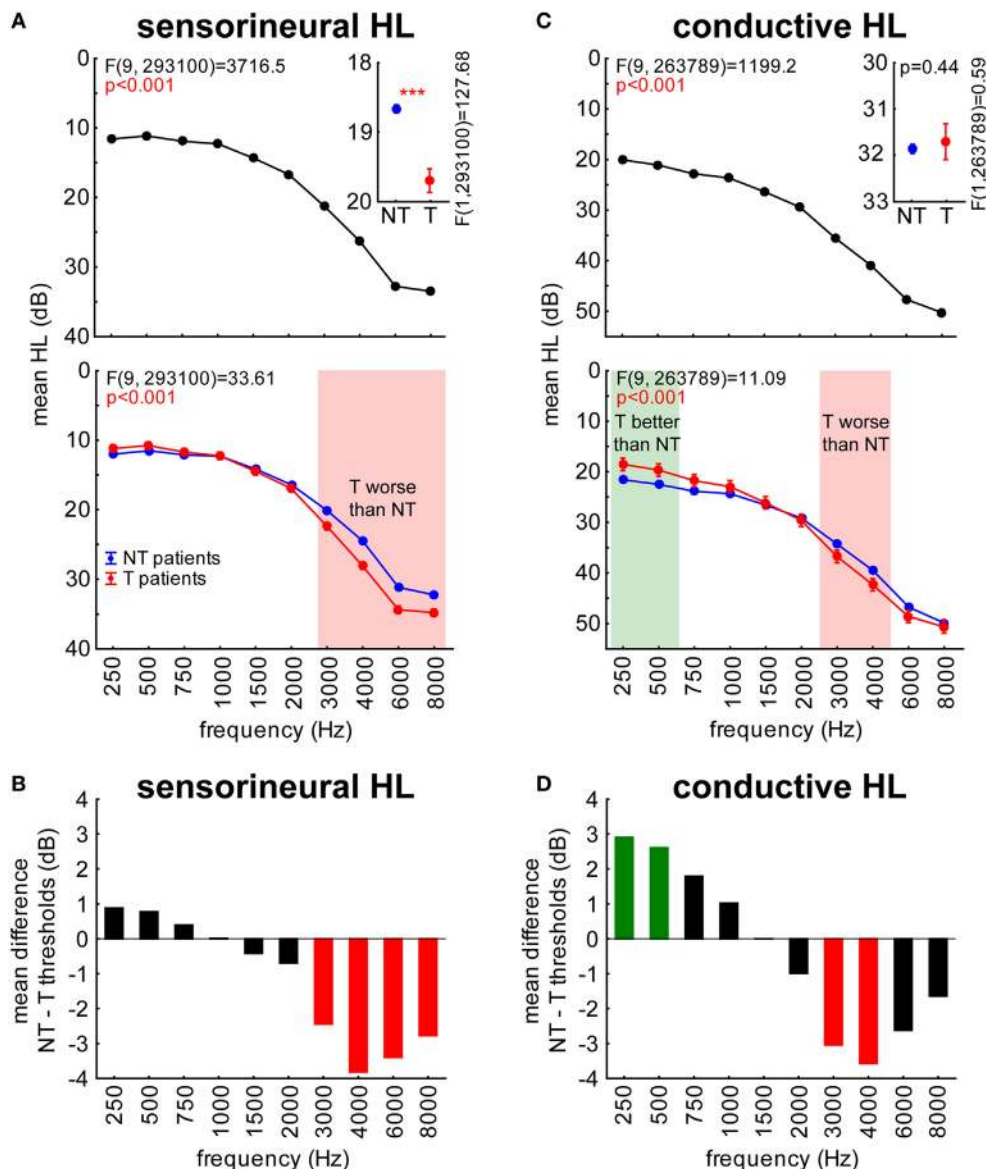 A
sensorineural HL
F(9, 293100)=3716.5
p<0.001
0
10
20
30
40
18
19
20
***
NT
T
F(1,293100)=127.68
mean HL (dB)
F(9, 293100)=33.61
p<0.001
0
10
20
30
40
T worse
than NT
NT patients
T patients
250
500
750
1000
1500
2000
3000
4000
6000
8000
frequency (Hz)
C
conductive HL
F(9, 263789)=1199.2
p<0.001
0
10
20
30
40
50
30
31
32
33
p=0.44
NT
T
F(1,263789)=0.59
mean HL (dB)
F(9, 263789)=11.09
p<0.001
0
10
20
30
40
50
T better
than NT
T worse
than NT
250
500
750
1000
1500
2000
3000
4000
6000
8000
frequency (Hz)
B
sensorineural HL
mean difference
NT - T thresholds (dB)
4
3
2
1
0
-1
-2
-3
-4
250
500
750
1000
1500
2000
3000
4000
6000
8000
frequency (Hz)
D
conductive HL
mean difference
NT - T thresholds (dB)
4
3
2
1
0
-1
-2
-3
-4
250
500
750
1000
1500
2000
3000
4000
6000
8000
frequency (Hz)